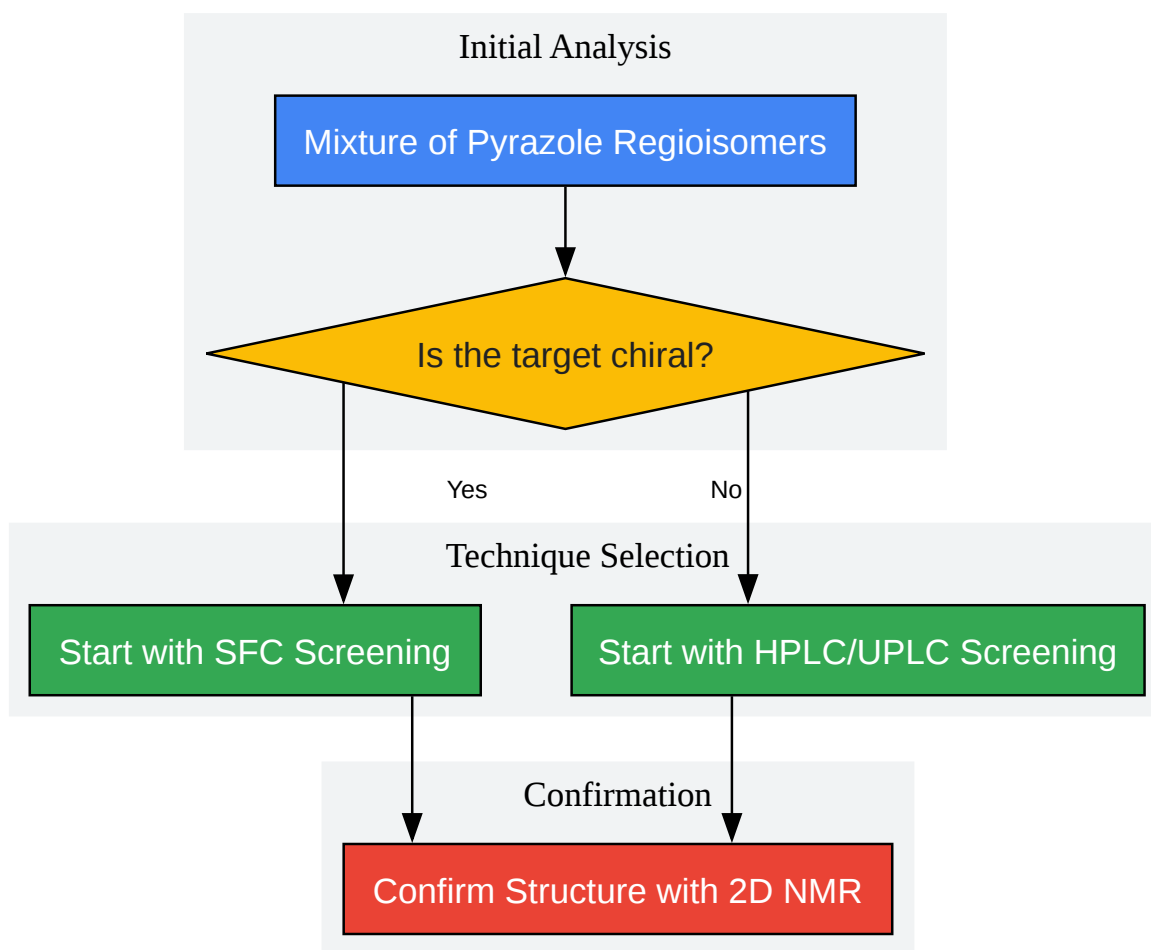 Initial Analysis
Mixture of Pyrazole Regioisomers
Is the target chiral?
Yes
No
Technique Selection
Start with SFC Screening
Start with HPLC/UPLC Screening
Confirmation
Confirm Structure with 2D NMR